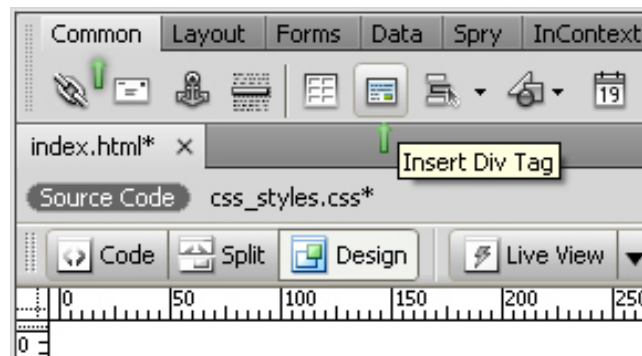 Common Layout Forms Data Spry InContext
19
Insert Div Tag
index.html* ×
Source Code css_styles.css*
Code Split Design Live View
0 50 100 150 200 250
0